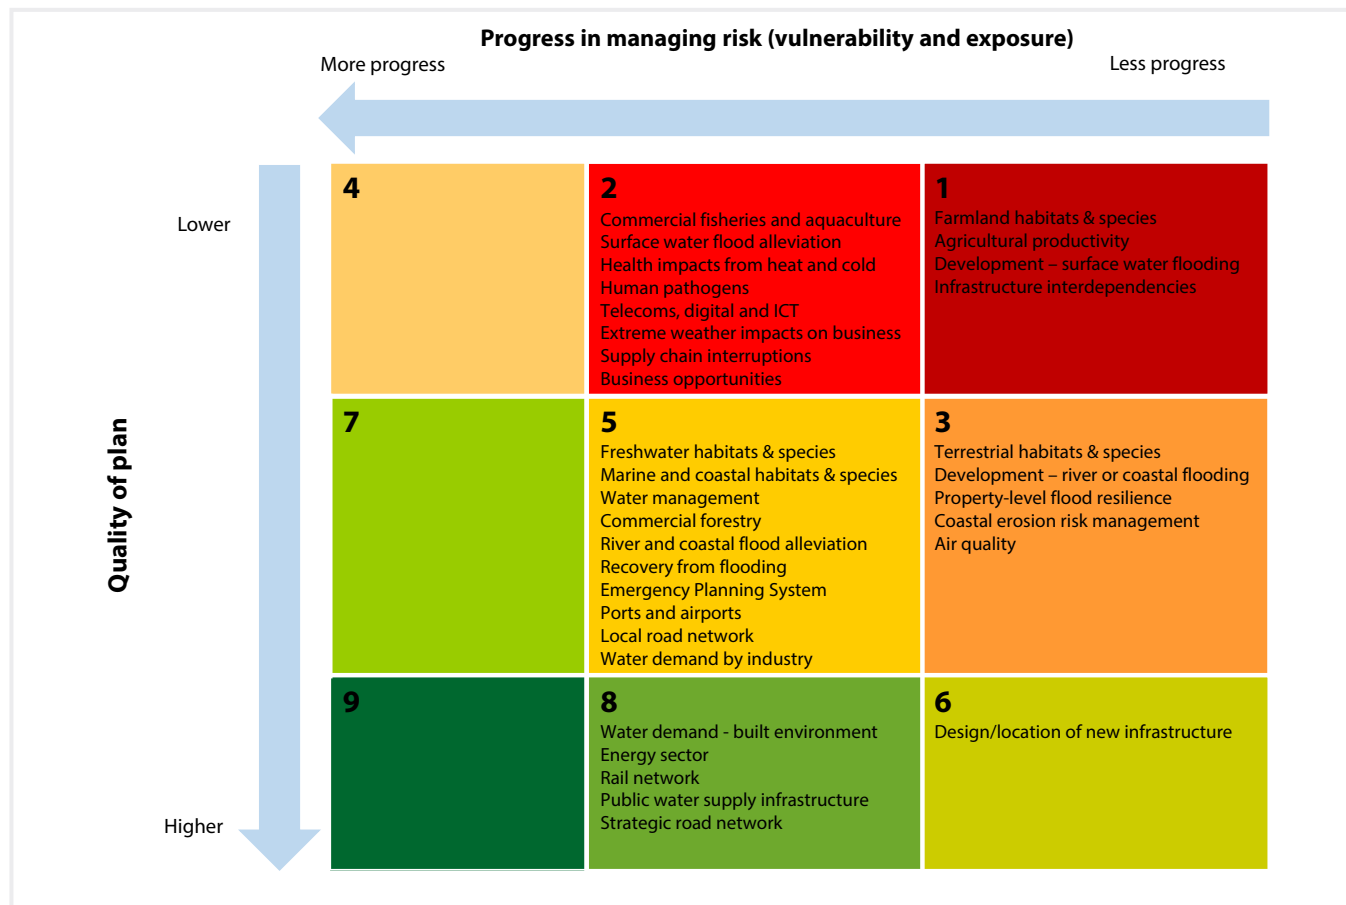 Progress in managing risk (vulnerability and exposure)
More progress
Less progress
Quality of plan
Lower
Higher
4
2
Commercial fisheries and aquaculture
Surface water flood alleviation
Health impacts from heat and cold
Human pathogens
Telecoms, digital and ICT
Extreme weather impacts on business
Supply chain interruptions
Business opportunities
1
Farmland habitats & species
Agricultural productivity
Development – surface water flooding
Infrastructure interdependencies
7
5
Freshwater habitats & species
Marine and coastal habitats & species
Water management
Commercial forestry
River and coastal flood alleviation
Recovery from flooding
Emergency Planning System
Ports and airports
Local road network
Water demand by industry
3
Terrestrial habitats & species
Development – river or coastal flooding
Property-level flood resilience
Coastal erosion risk management
Air quality
9
8
Water demand - built environment
Energy sector
Rail network
Public water supply infrastructure
Strategic road network
6
Design/location of new infrastructure